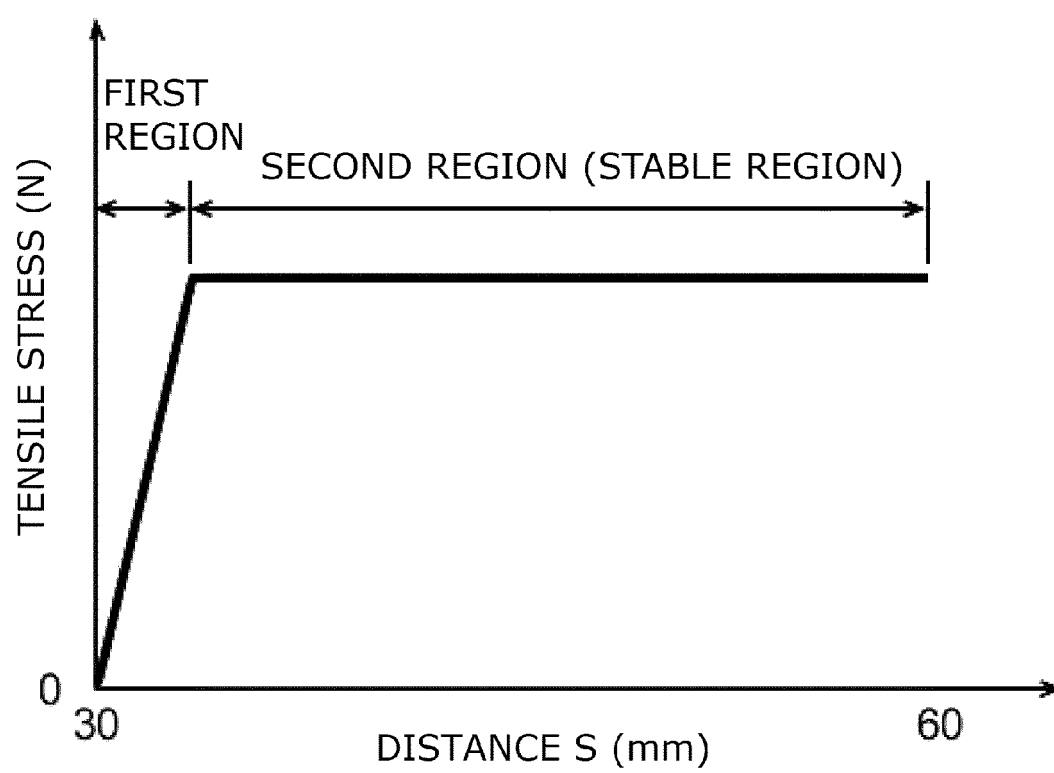 FIRST
REGION
SECOND REGION (STABLE REGION)
TENSILE STRESS (N)
0
30
60
DISTANCE S (mm)